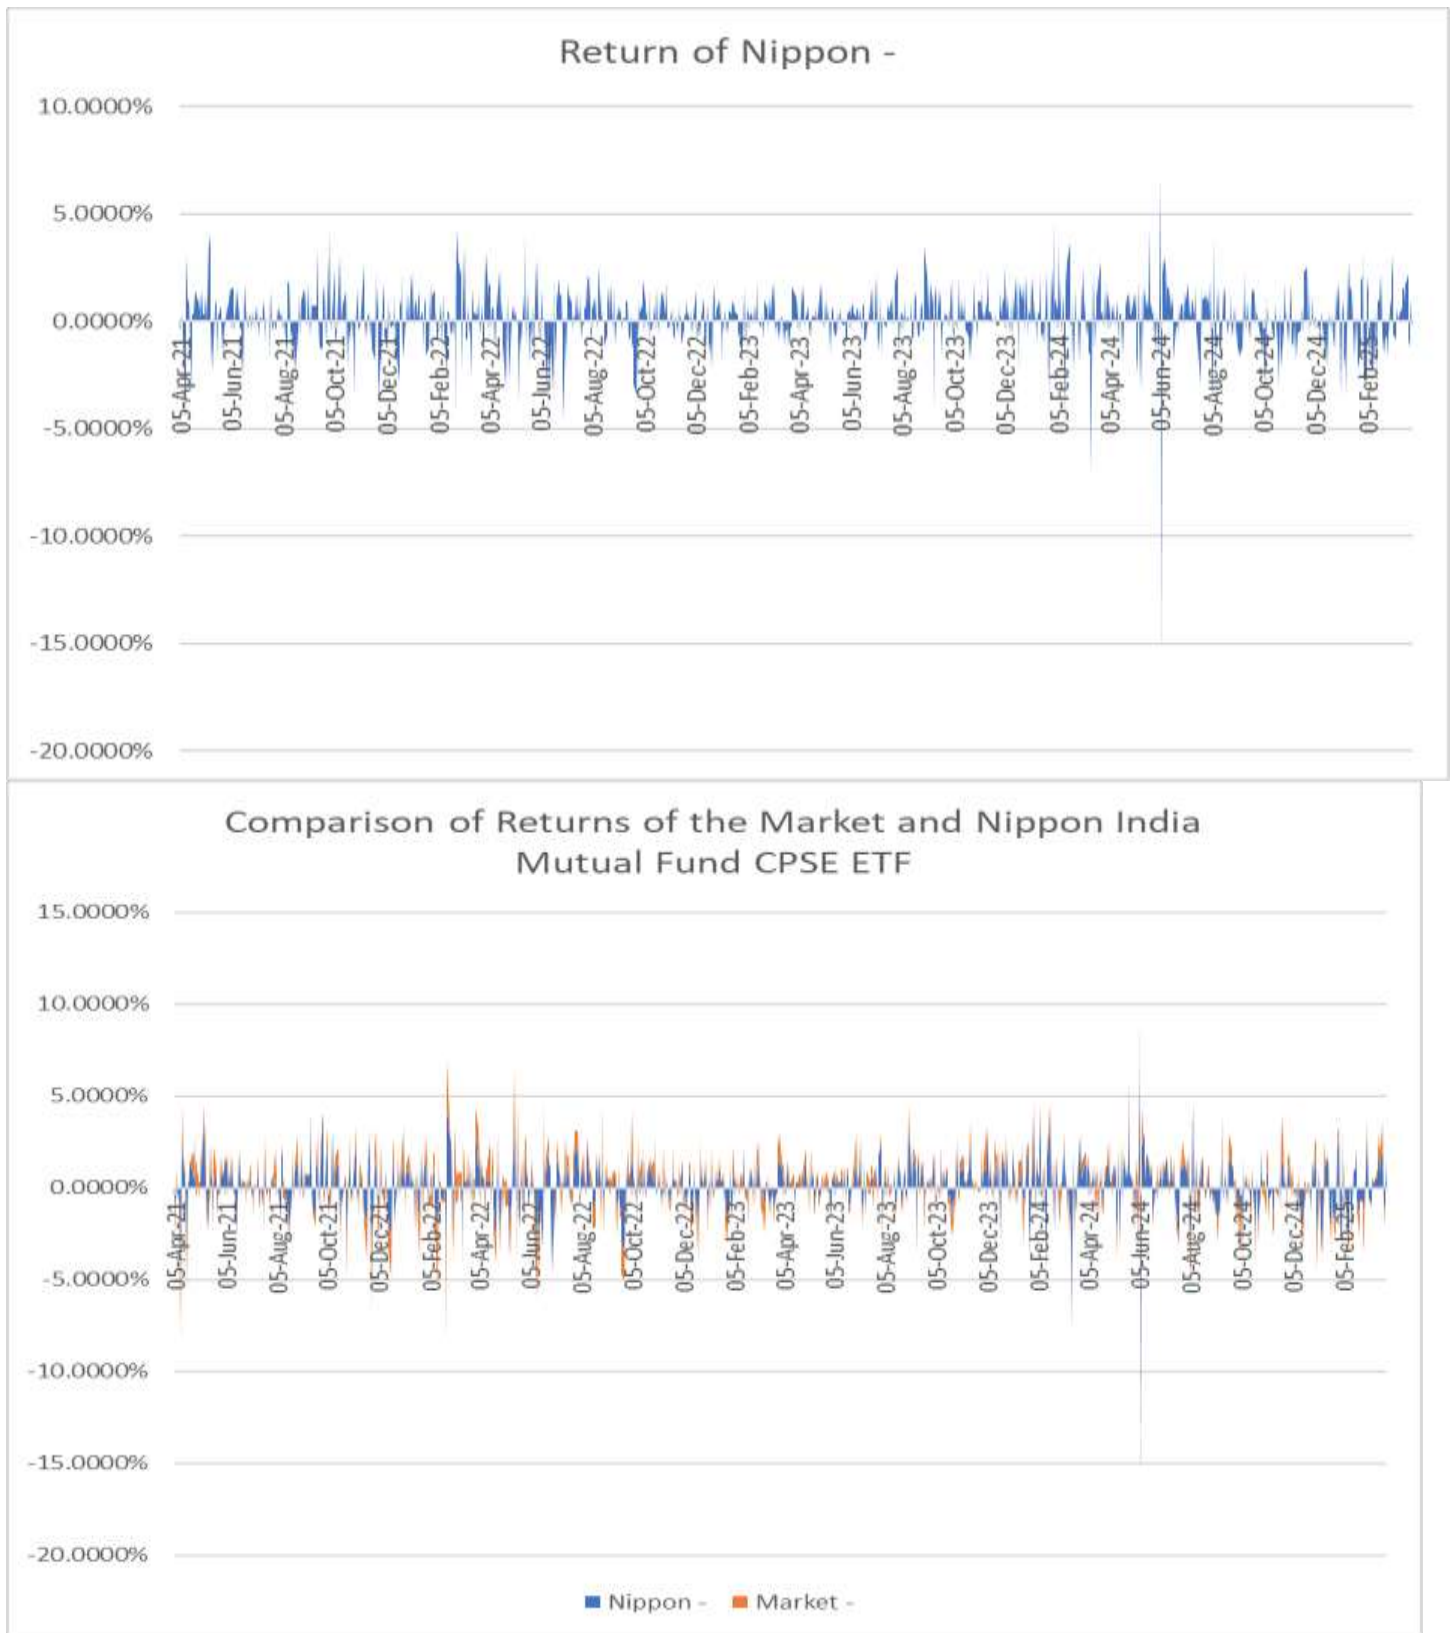 Return of Nippon -
10.0000%
5.0000%
0.0000%
-5.0000%
-10.0000%
-15.0000%
-20.0000%
05-Apr-21
05-Jun-21
05-Aug-21
05-Oct-21
05-Dec-21
05-Feb-22
05-Apr-22
05-Jun-22
05-Aug-22
05-Oct-22
05-Dec-22
05-Feb-23
05-Apr-23
05-Jun-23
05-Aug-23
05-Oct-23
05-Dec-23
05-Feb-24
05-Apr-24
05-Jun-24
05-Aug-24
05-Oct-24
05-Dec-24
05-Feb-25
Comparison of Returns of the Market and Nippon India
Mutual Fund CPSE ETF
15.0000%
10.0000%
5.0000%
0.0000%
-5.0000%
-10.0000%
-15.0000%
-20.0000%
05-Apr-21
05-Jun-21
05-Aug-21
05-Oct-21
05-Dec-21
05-Feb-22
05-Apr-22
05-Jun-22
05-Aug-22
05-Oct-22
05-Dec-22
05-Feb-23
05-Apr-23
05-Jun-23
05-Aug-23
05-Oct-23
05-Dec-23
05-Feb-24
05-Apr-24
05-Jun-24
05-Aug-24
05-Oct-24
05-Dec-24
05-Feb-25
Nippon - Market -